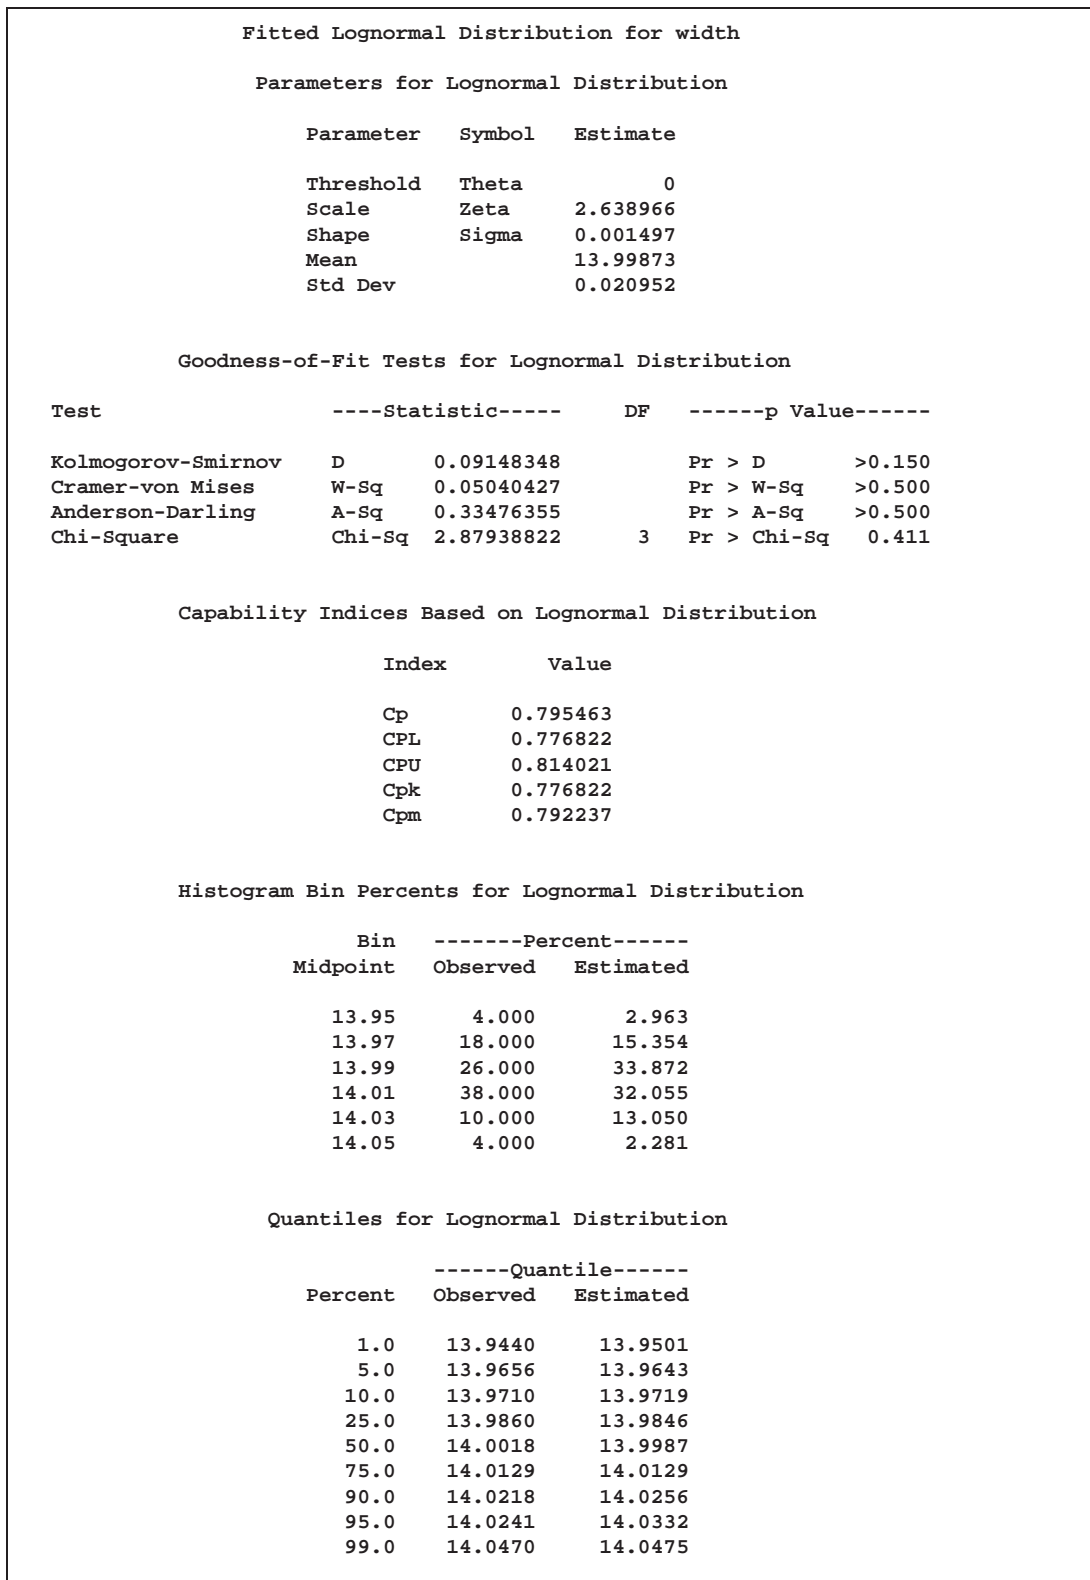 Fitted Lognormal Distribution for width
Parameters for Lognormal Distribution
Parameter Symbol Estimate
Threshold Theta 0
Scale Zeta 2.638966
Shape Sigma 0.001497
Mean 13.99873
Std Dev 0.020952
Goodness-of-Fit Tests for Lognormal Distribution
Test ----Statistic----- DF ------p Value------
Kolmogorov-Smirnov D 0.09148348 Pr > D >0.150
Cramer-von Mises W-Sq 0.05040427 Pr > W-Sq >0.500
Anderson-Darling A-Sq 0.33476355 Pr > A-Sq >0.500
Chi-Square Chi-Sq 2.87938822 3 Pr > Chi-Sq 0.411
Capability Indices Based on Lognormal Distribution
Index Value
Cp 0.795463
CPL 0.776822
CPU 0.814021
Cpk 0.776822
Cpm 0.792237
Histogram Bin Percents for Lognormal Distribution
Bin -------Percent------
Midpoint Observed Estimated
13.95 4.000 2.963
13.97 18.000 15.354
13.99 26.000 33.872
14.01 38.000 32.055
14.03 10.000 13.050
14.05 4.000 2.281
Quantiles for Lognormal Distribution
------Quantile------
Percent Observed Estimated
1.0 13.9440 13.9501
5.0 13.9656 13.9643
10.0 13.9710 13.9719
25.0 13.9860 13.9846
50.0 14.0018 13.9987
75.0 14.0129 14.0129
90.0 14.0218 14.0256
95.0 14.0241 14.0332
99.0 14.0470 14.0475